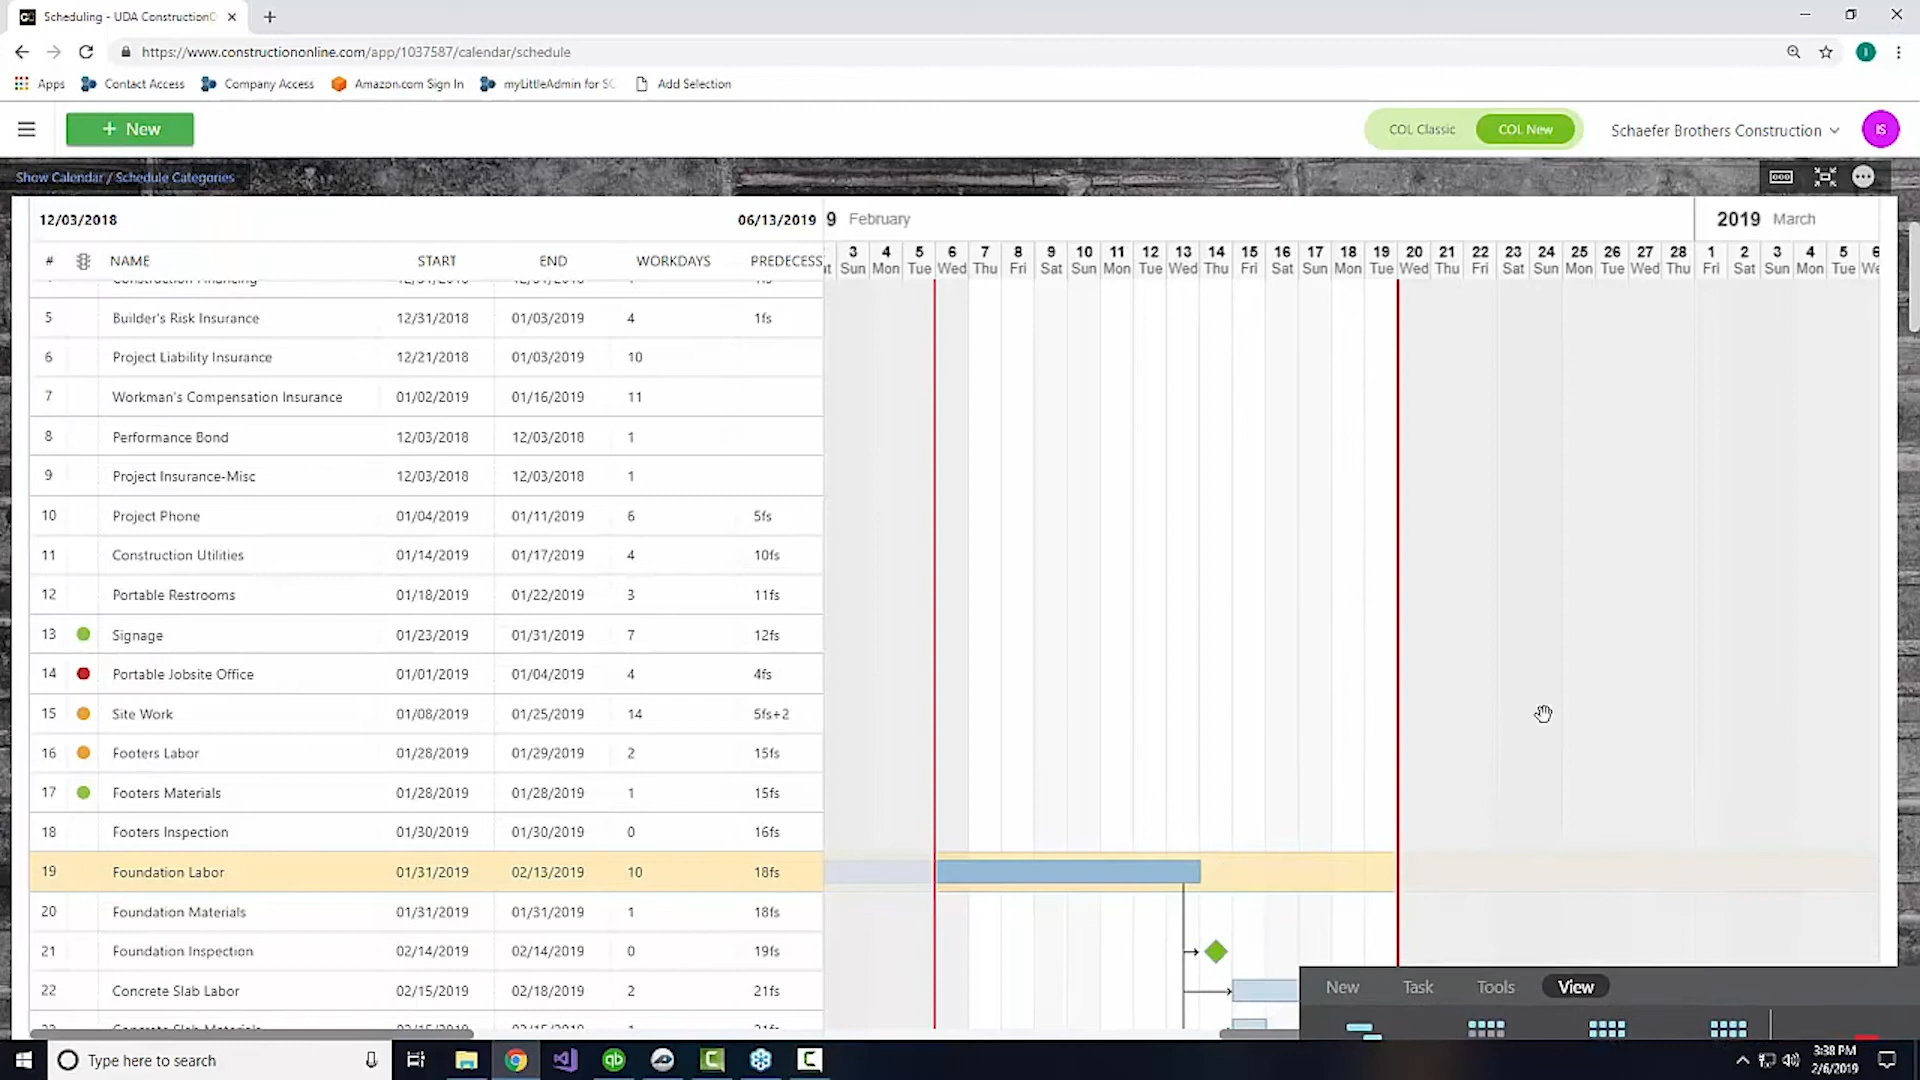 Scheduling - UDA ConstructionO
https://www.constructiononline.com/app/1037587/calendar/schedule
Apps Contact Access Company Access Amazon.com Sign In myLittleAdmin for SC Add Selection
+ New COL Classic COL New Schaefer Brothers Construction IS
Show Calendar / Schedule Categories
12/03/2018 06/13/2019 9 February 2019 March
# NAME START END WORKDAYS PREDECESS
3 4 5 6 7 8 9 10 11 12 13 14 15 16 17 18 19 20 21 22 23 24 25 26 27 28 1 2 3 4 5 6
Sun Mon Tue Wed Thu Fri Sat Sun Mon Tue Wed Thu Fri Sat Sun Mon Tue Wed Thu Fri Sat Sun Mon Tue Wed Thu Fri Sat Sun Mon Tue We
Construction Financing
5 Builder's Risk Insurance 12/31/2018 01/03/2019 4 1fs
6 Project Liability Insurance 12/21/2018 01/03/2019 10
7 Workman's Compensation Insurance 01/02/2019 01/16/2019 11
8 Performance Bond 12/03/2018 12/03/2018 1
9 Project Insurance-Misc 12/03/2018 12/03/2018 1
10 Project Phone 01/04/2019 01/11/2019 6 5fs
11 Construction Utilities 01/14/2019 01/17/2019 4 10fs
12 Portable Restrooms 01/18/2019 01/22/2019 3 11fs
13 Signage 01/23/2019 01/31/2019 7 12fs
14 Portable Jobsite Office 01/01/2019 01/04/2019 4 4fs
15 Site Work 01/08/2019 01/25/2019 14 5fs+2
16 Footers Labor 01/28/2019 01/29/2019 2 15fs
17 Footers Materials 01/28/2019 01/28/2019 1 15fs
18 Footers Inspection 01/30/2019 01/30/2019 0 16fs
19 Foundation Labor 01/31/2019 02/13/2019 10 18fs
20 Foundation Materials 01/31/2019 01/31/2019 1 18fs
21 Foundation Inspection 02/14/2019 02/14/2019 0 19fs
22 Concrete Slab Labor 02/15/2019 02/18/2019 2 21fs
New Task Tools View
Type here to search
3:38 PM
2/6/2019